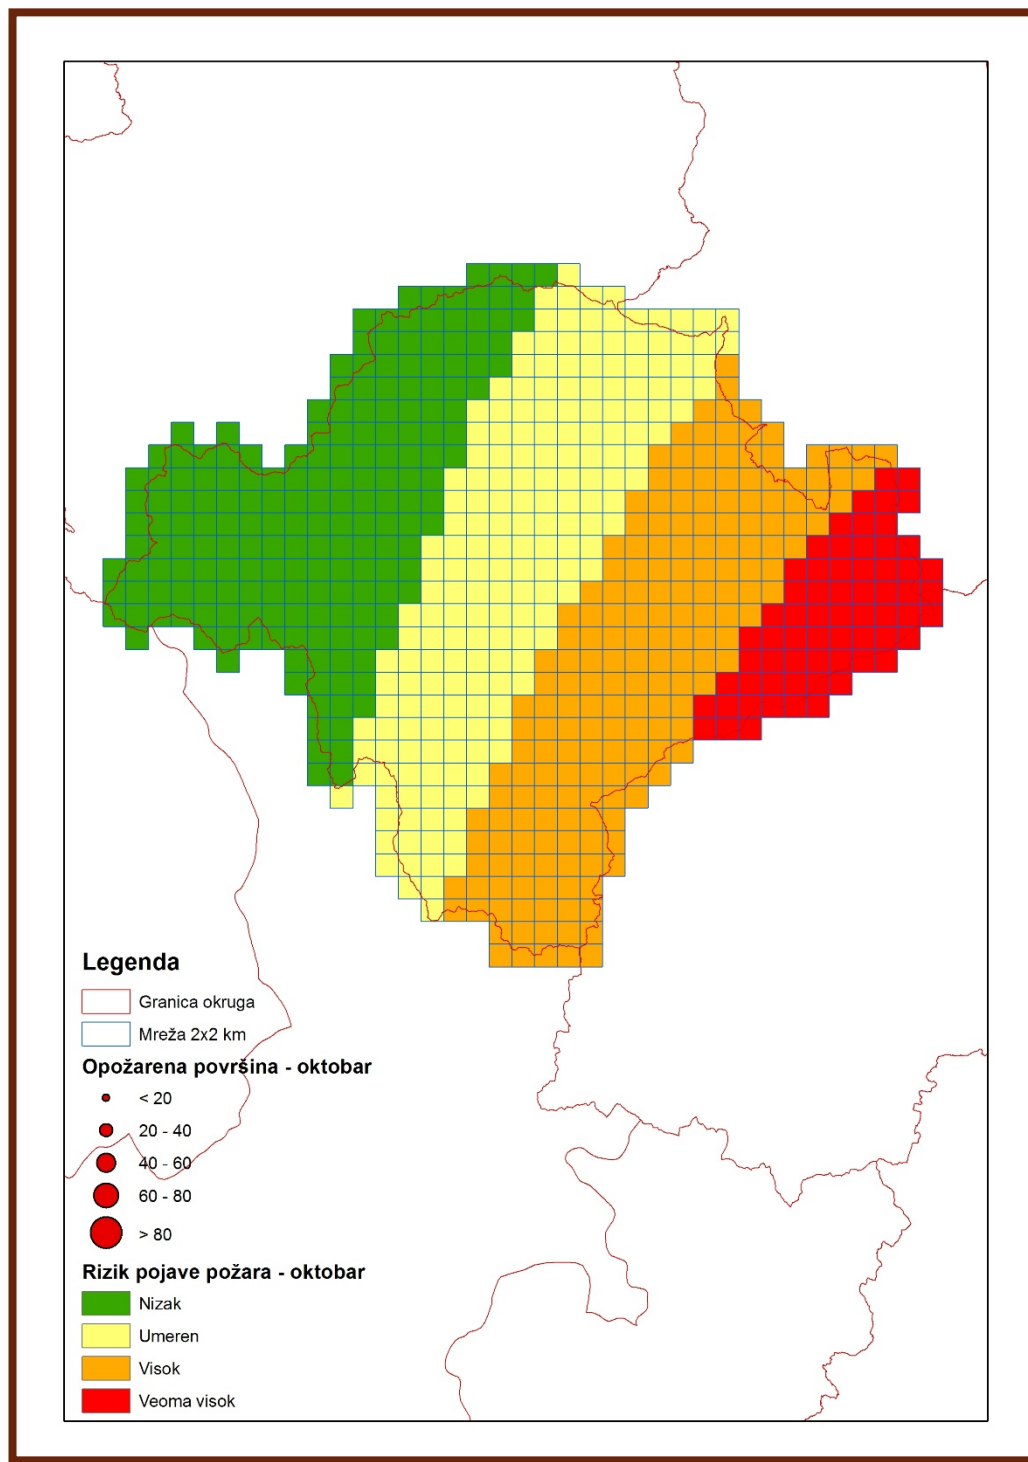 Legenda
Granica okruga
Mreža 2x2 km
Opožarena površina - oktobar
< 20
20 - 40
40 - 60
60 - 80
> 80
Rizik pojave požara - oktobar
Nizak
Umeren
Visok
Veoma visok